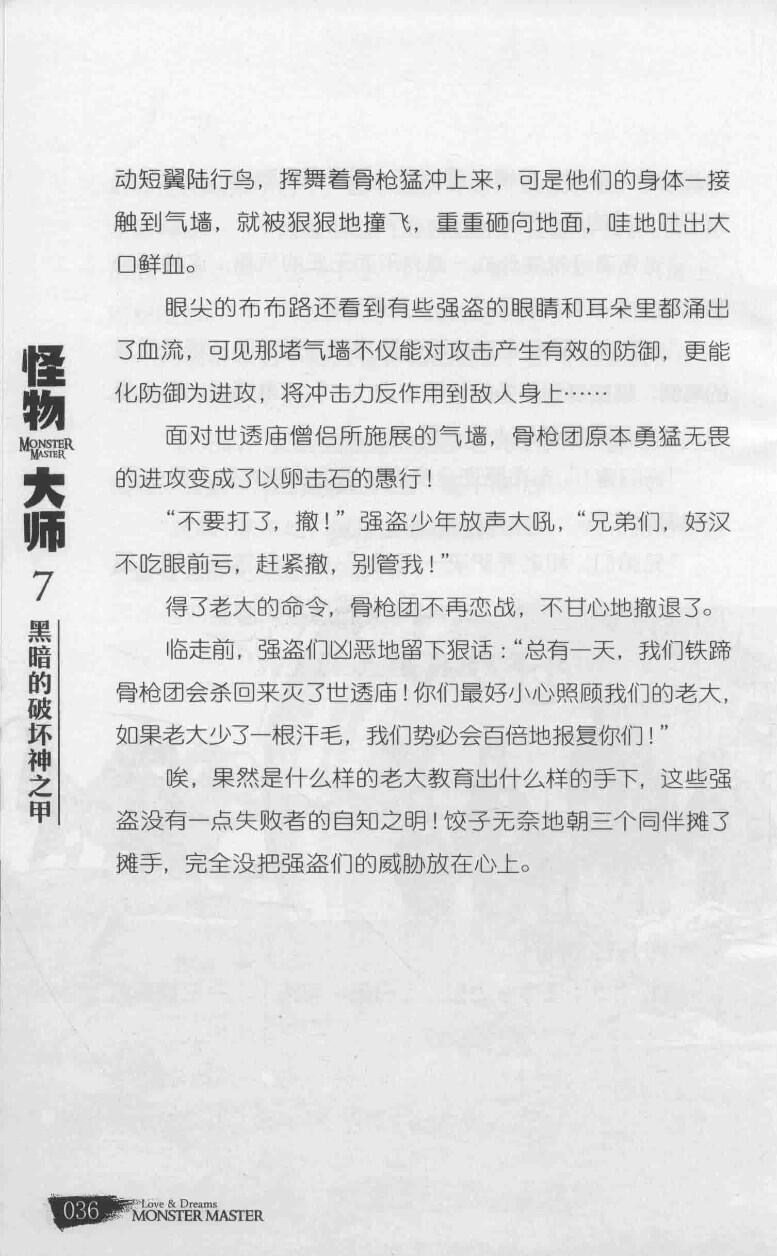 动短翼陆行鸟，挥舞着骨枪猛冲上来，可是他们的身体一接
触到气墙，就被狠狠地撞飞，重重砸向地面，哇地吐出大
口鲜血。
眼尖的布布路还看到有些强盗的眼睛和耳朵里都涌出
了血流，可见那堵气墙不仅能对攻击产生有效的防御，更能
化防御为进攻，将冲击力反作用到敌人身上……
面对世透庙僧侣所施展的气墙，骨枪团原本勇猛无畏
的进攻变成了以卵击石的愚行！
“不要打了，撤！”强盗少年放声大吼，“兄弟们，好汉
不吃眼前亏，赶紧撤，别管我！”
得了老大的命令，骨枪团不再恋战，不甘心地撤退了。
临走前，强盗们凶恶地留下狠话：“总有一天，我们铁蹄
骨枪团会杀回来灭了世透庙！你们最好小心照顾我们的老大，
如果老大少了一根汗毛，我们势必会百倍地报复你们！”
唉，果然是什么样的老大教育出什么样的手下，这些强
盗没有一点失败者的自知之明！饺子无奈地朝三个同伴摊了
摊手，完全没把强盗们的威胁放在心上。
怪物
MONSTER
MASTER
大师
7
黑暗的破坏神之甲
036
Love & Dreams
MONSTER MASTER